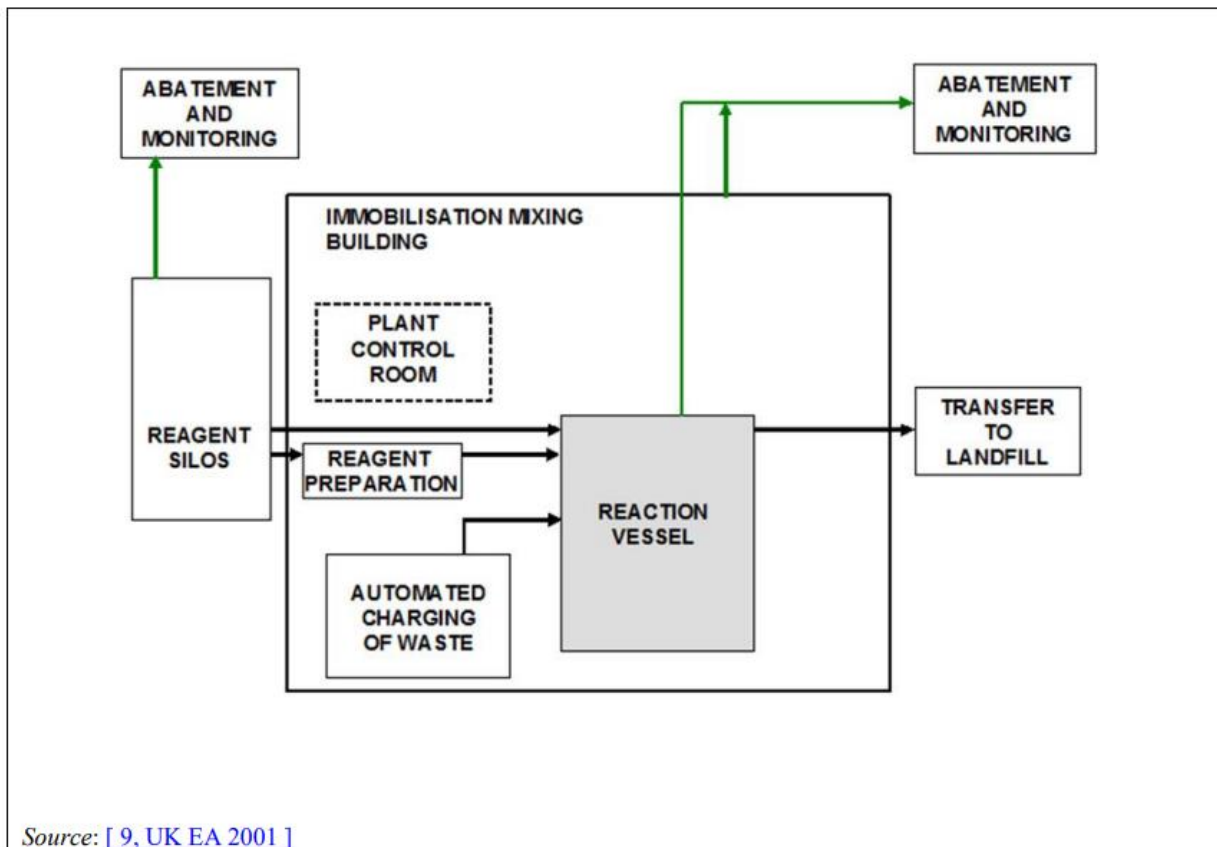 ABATEMENT
AND
MONITORING
ABATEMENT
AND
MONITORING
IMMOBILISATION MIXING
BUILDING
PLANT
CONTROL
ROOM
REAGENT
SILOS
REAGENT
PREPARATION
TRANSFER
TO
LANDFILL
REACTION
VESSEL
AUTOMATED
CHARGING
OF WASTE
Source: [ 9, UK EA 2001 ]